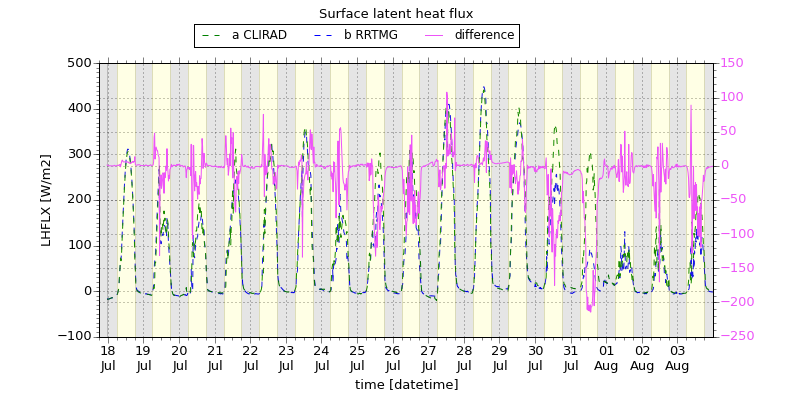 Surface latent heat flux
a CLIRAD b RRTMG difference
500 150
400 100
300 50
200 0
100 −50
0 −100
−100 −150
−200
−250
LHFLX [W/m2]
18 19 20 21 22 23 24 25 26 27 28 29 30 31 01 02 03
Jul Jul Jul Jul Jul Jul Jul Jul Jul Jul Jul Jul Jul Jul Aug Aug Aug
time [datetime]